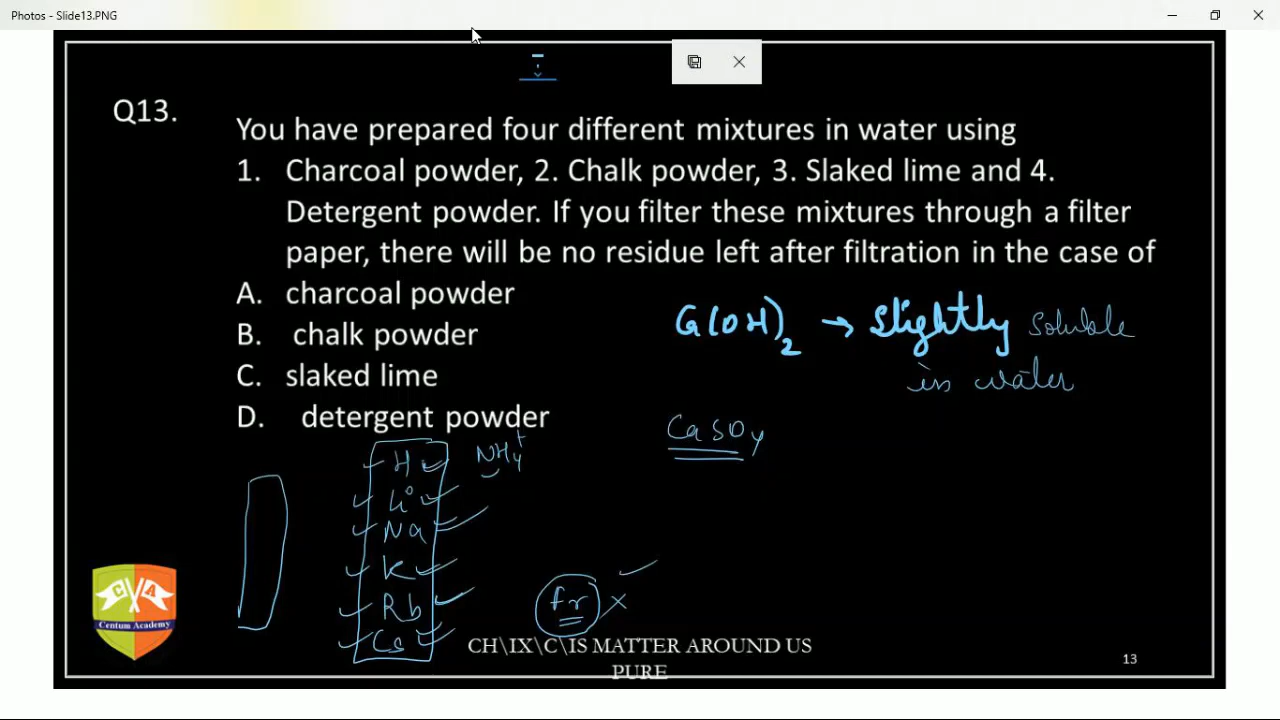 Photos - Slide13.PNG
Q13.
You have prepared four different mixtures in water using
1. Charcoal powder, 2. Chalk powder, 3. Slaked lime and 4.
Detergent powder. If you filter these mixtures through a filter
paper, there will be no residue left after filtration in the case of
A. charcoal powder
B. chalk powder
C. slaked lime
D. detergent powder
Ca(OH)2 → Slightly soluble
in water
CaSO4
H NH4+
Li
Na
K
Rb
Cs
Fr
C A
Centum Academy
CH\IX\C\IS MATTER AROUND US
PURE
13